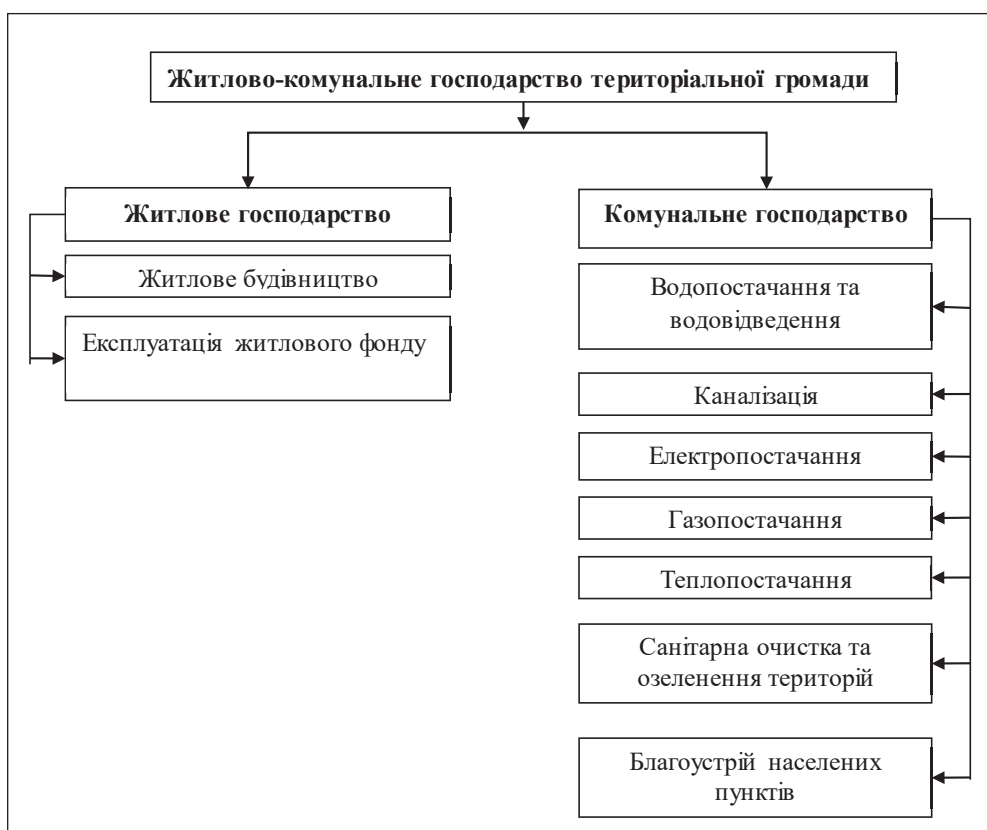 Житлово-комунальне господарство територіальної громади
Житлове господарство
Житлове будівництво
Експлуатація житлового фонду
Комунальне господарство
Водопостачання та
водовідведення
Каналізація
Електропостачання
Газопостачання
Теплопостачання
Санітарна очистка та
озеленення територій
Благоустрій населених
пунктів